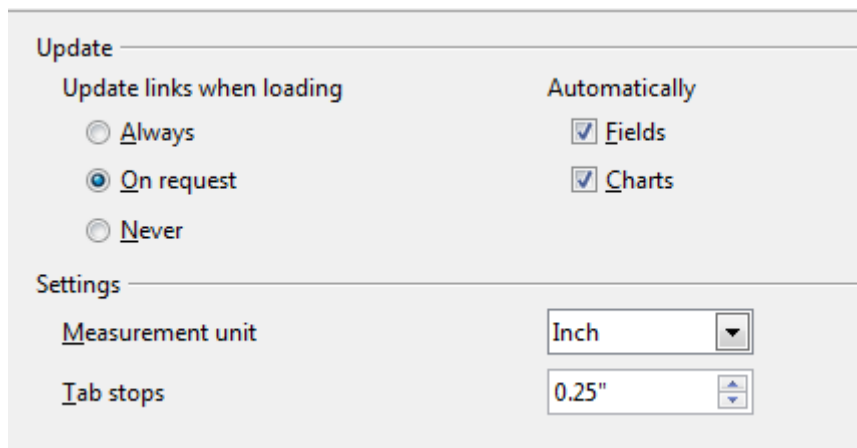 Update
Update links when loading
Automatically
Always
Fields
On request
Charts
Never
Settings
Measurement unit
Inch
Tab stops
0.25"